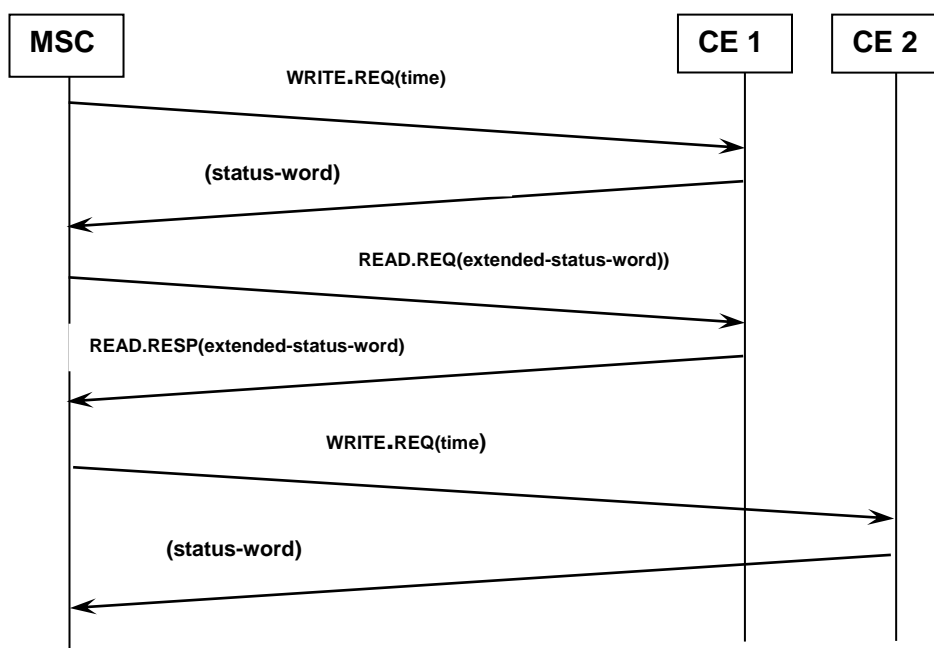 MSC
CE 1
CE 2
WRITE.REQ(time)
(status-word)
READ.REQ(extended-status-word))
READ.RESP(extended-status-word)
WRITE.REQ(time)
(status-word)